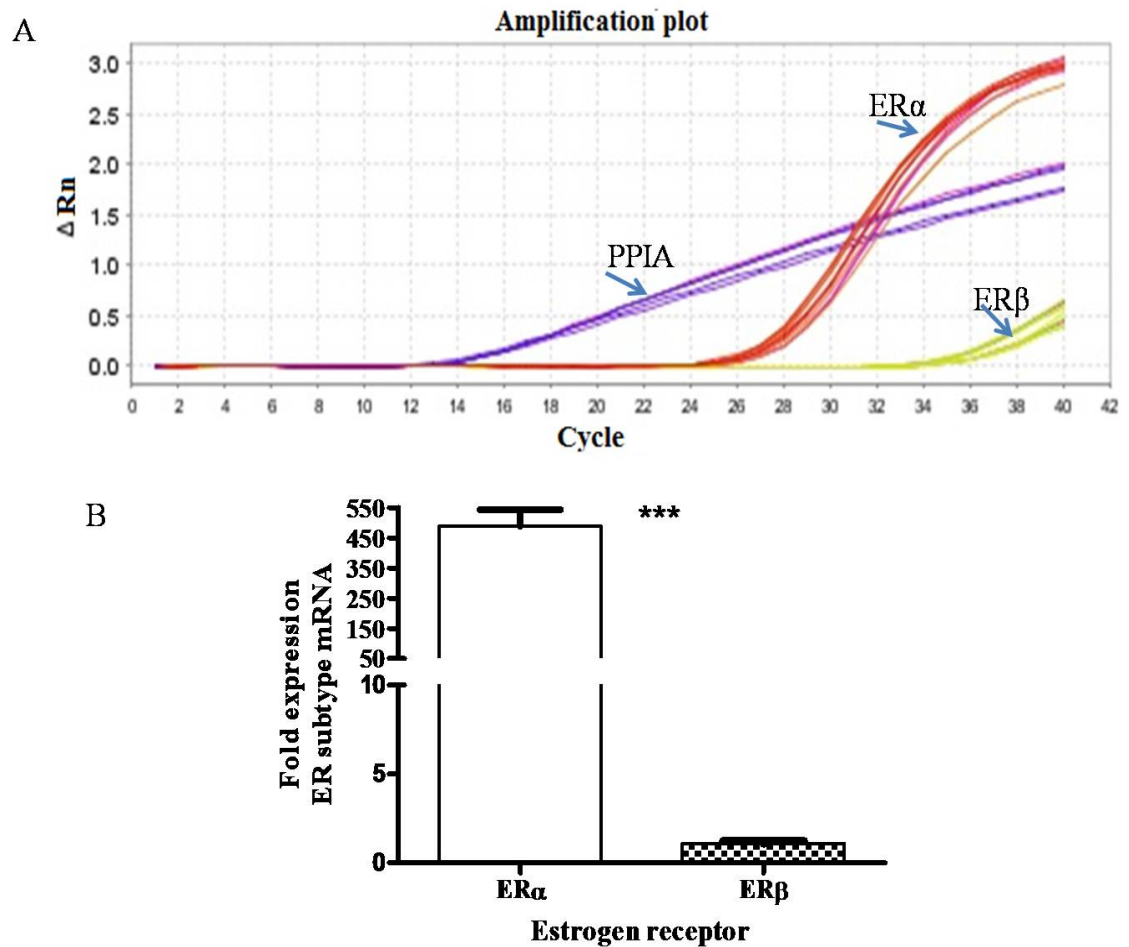 A
Amplification plot
3.0
2.5
2.0
1.5
1.0
0.5
0.0
Δ Rn
ERα
PPIA
ERβ
0 2 4 6 8 10 12 14 16 18 20 22 24 26 28 30 32 34 36 38 40 42
Cycle
B
550
450
350
250
150
50
10
5
0
Fold expression
ER subtype mRNA
***
ERα ERβ
Estrogen receptor